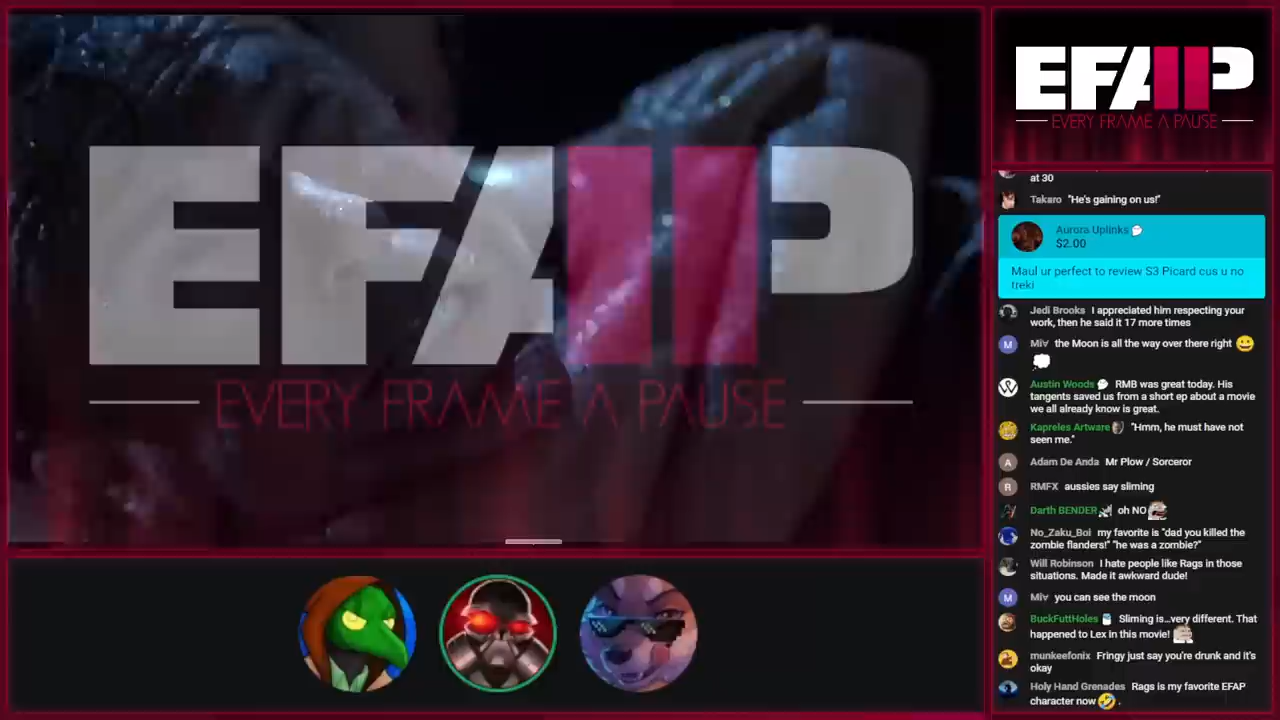 EFAP
EVERY FRAME A PAUSE
EFAP
EVERY FRAME A PAUSE
at 30
Takaro "He's gaining on us!"
Aurora Uplinks
$2.00
Maul ur perfect to review S3 Picard cus u no
treki
Jedi Brooks I appreciated him respecting your
work, then he said it 17 more times
Miv the Moon is all the way over there right
Austin Woods RMB was great today. His
tangents saved us from a short ep about a movie
we all already know is great.
Kapreles Artware "Hmm, he must have not
seen me."
A
Adam De Anda Mr Plow / Sorceror
R
RMFX aussies say sliming
Darth BENDER oh NO
No_Zaku_Boi my favorite is "dad you killed the
zombie flanders!" "he was a zombie?"
Will Robinson I hate people like Rags in those
situations. Made it awkward dude!
M
Miv you can see the moon
BuckFuttHoles Sliming is...very different. That
happened to Lex in this movie!
munkeefonix Fringy just say you're drunk and it's
okay
Holy Hand Grenades Rags is my favorite EFAP
character now .